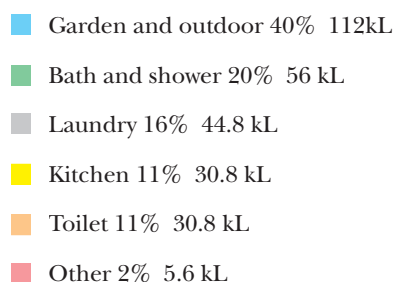 Garden and outdoor 40% 112kL
Bath and shower 20% 56 kL
Laundry 16% 44.8 kL
Kitchen 11% 30.8 kL
Toilet 11% 30.8 kL
Other 2% 5.6 kL